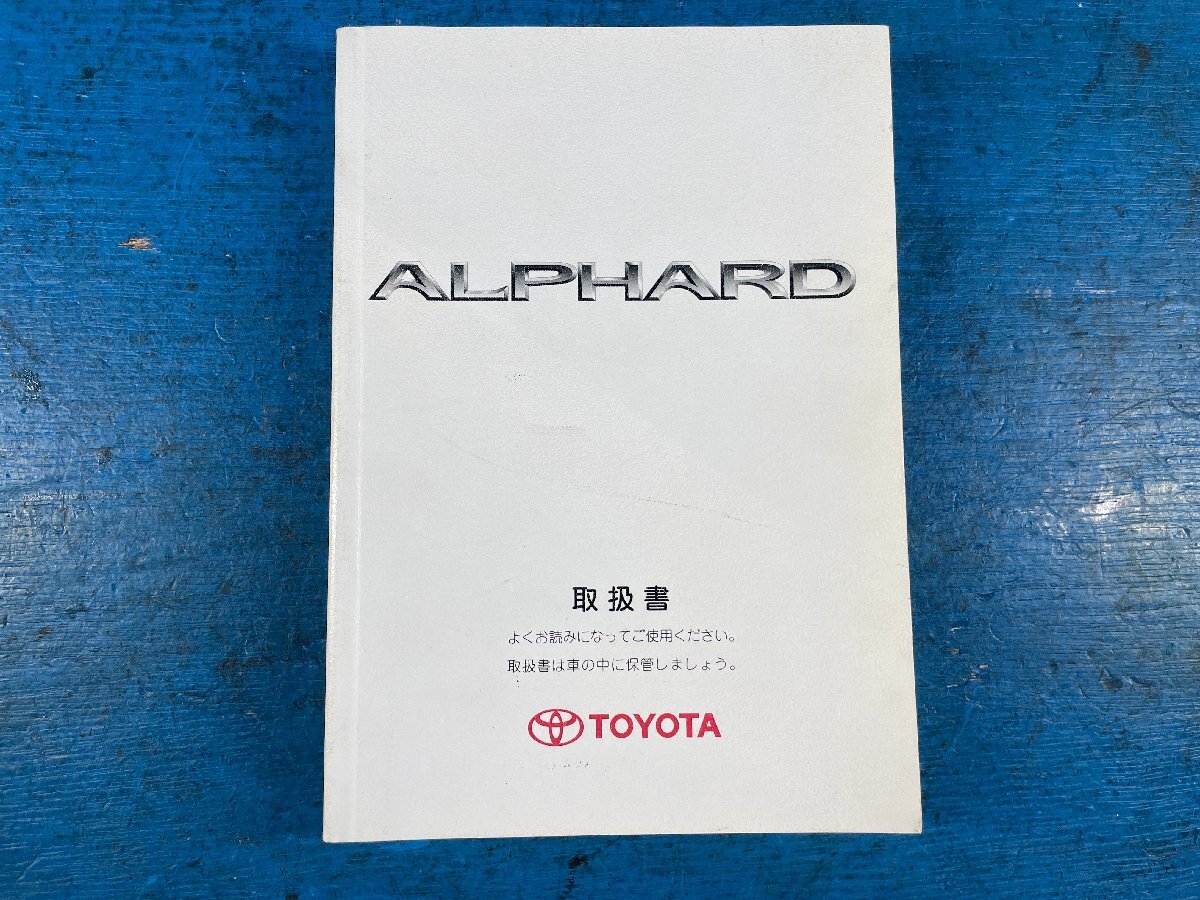 ALPHARD
取扱書
よくお読みになってご使用ください。
取扱書は車の中に保管しましょう。
TOYOTA